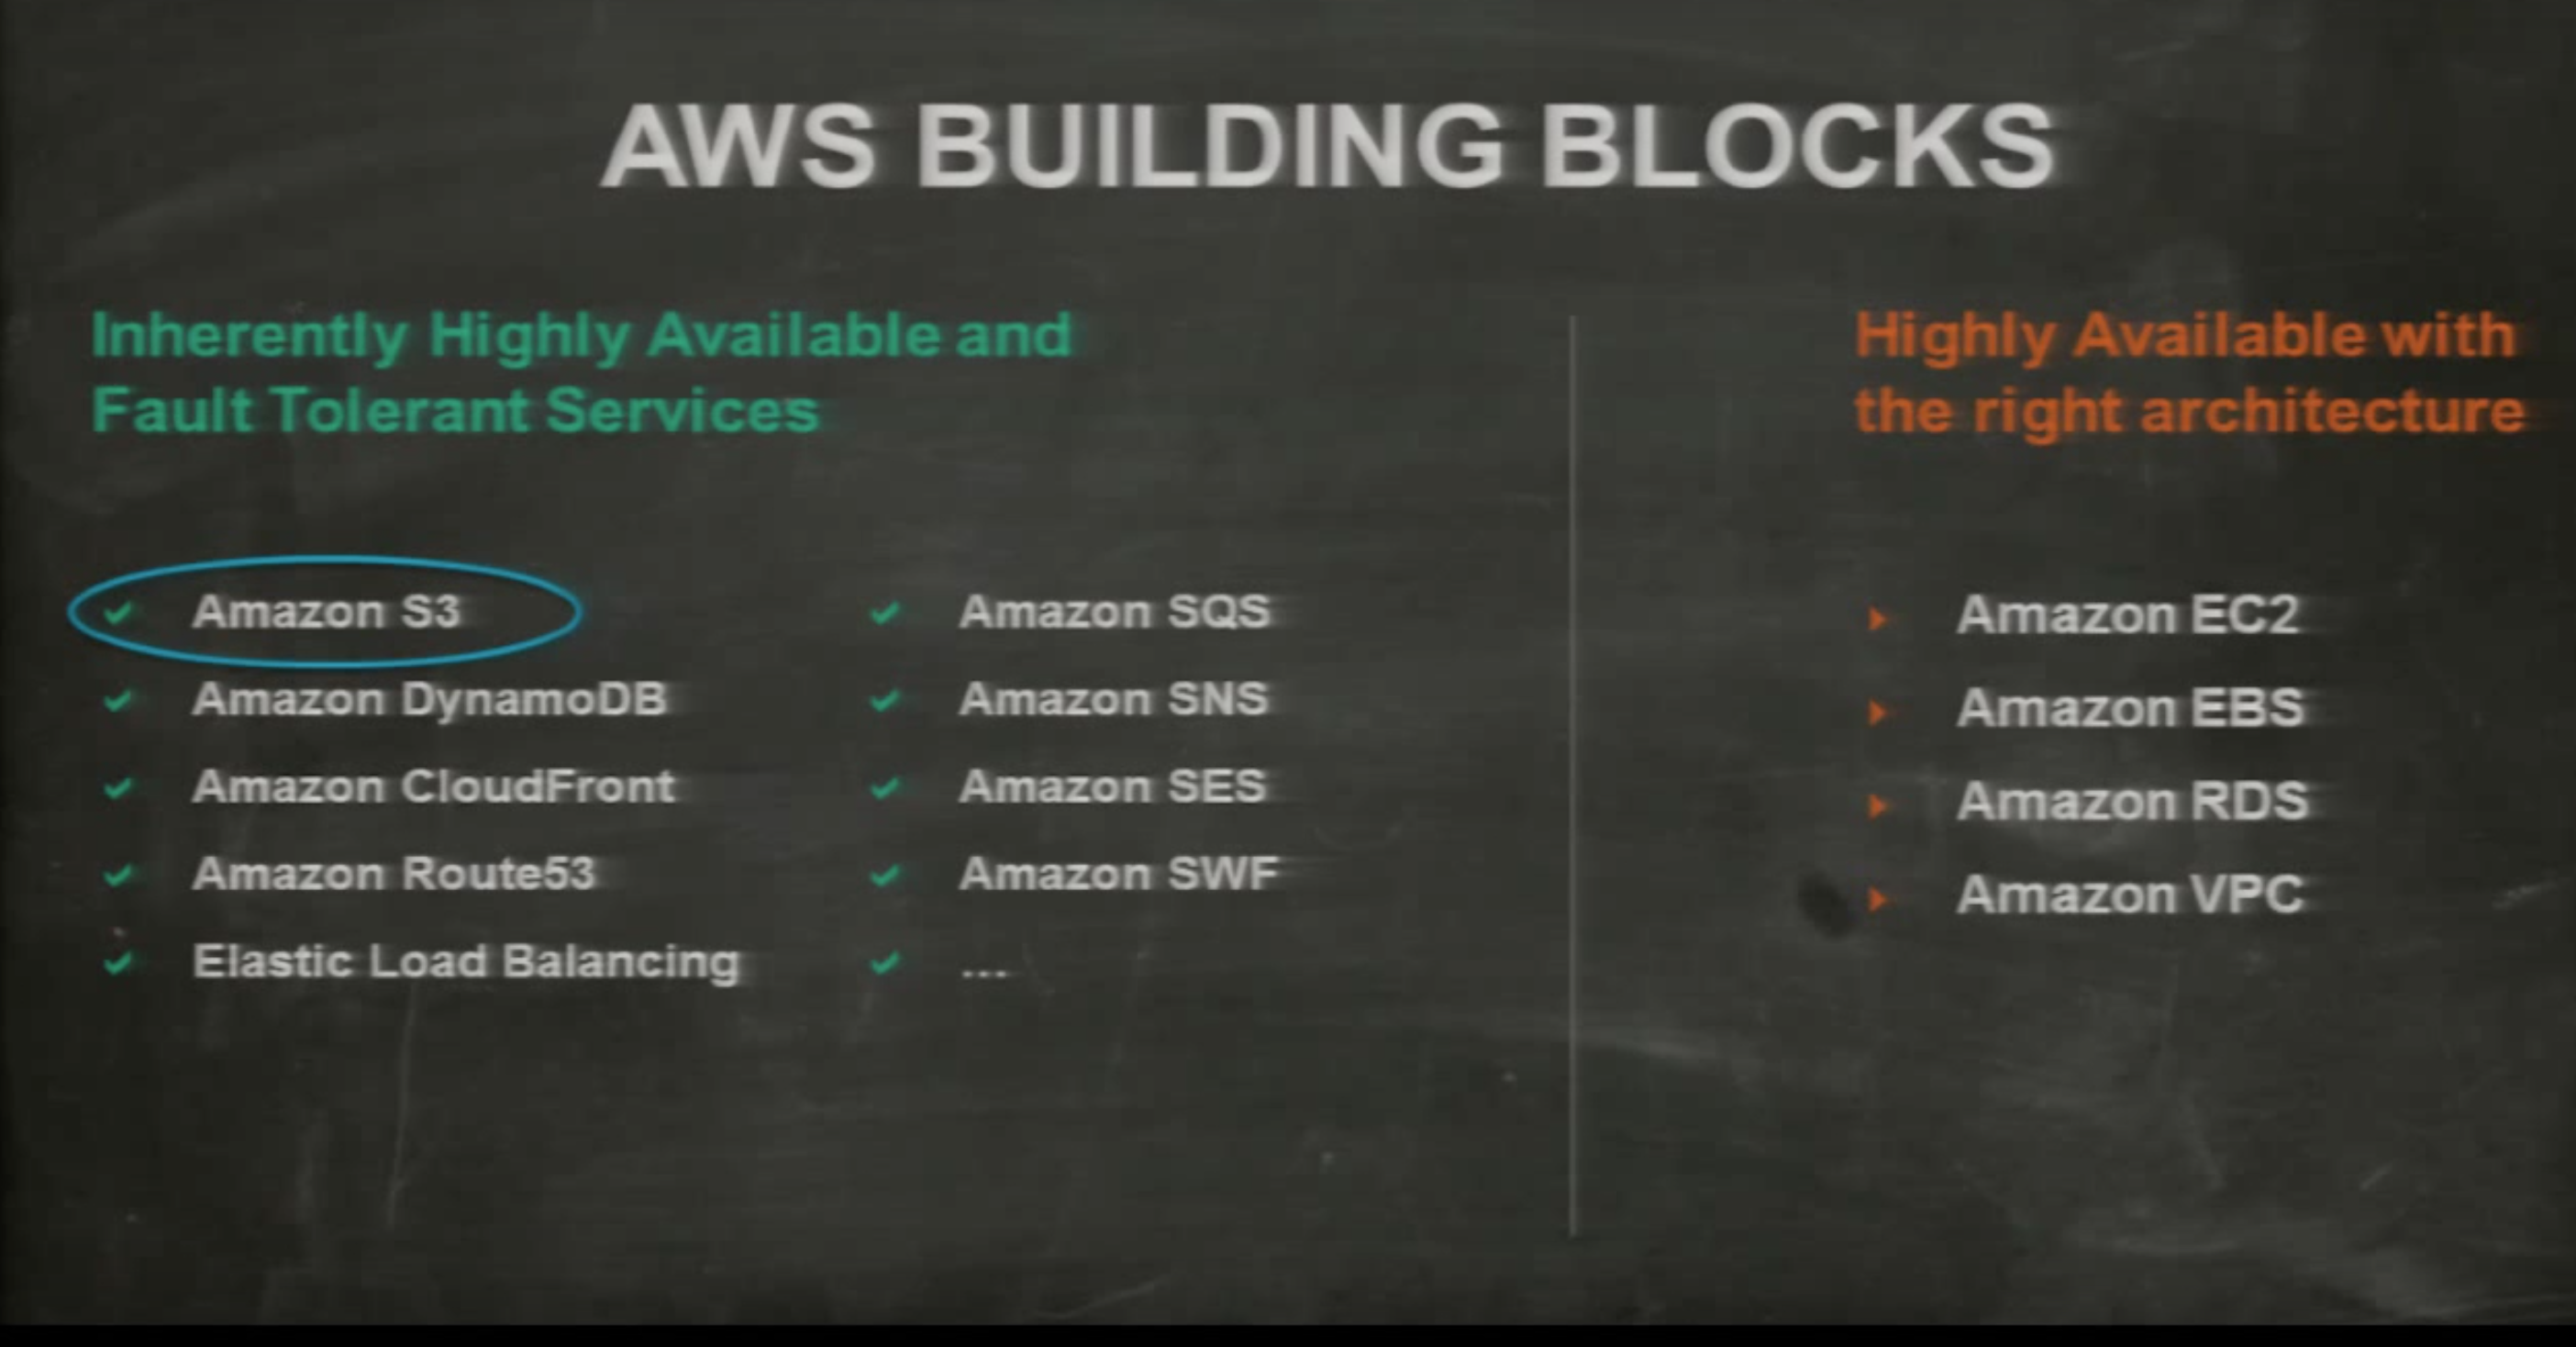 AWS BUILDING BLOCKS
Inherently Highly Available and
Fault Tolerant Services
Amazon S3
Amazon DynamoDB
Amazon CloudFront
Amazon Route53
Elastic Load Balancing
Amazon SQS
Amazon SNS
Amazon SES
Amazon SWF
...
Highly Available with
the right architecture
Amazon EC2
Amazon EBS
Amazon RDS
Amazon VPC